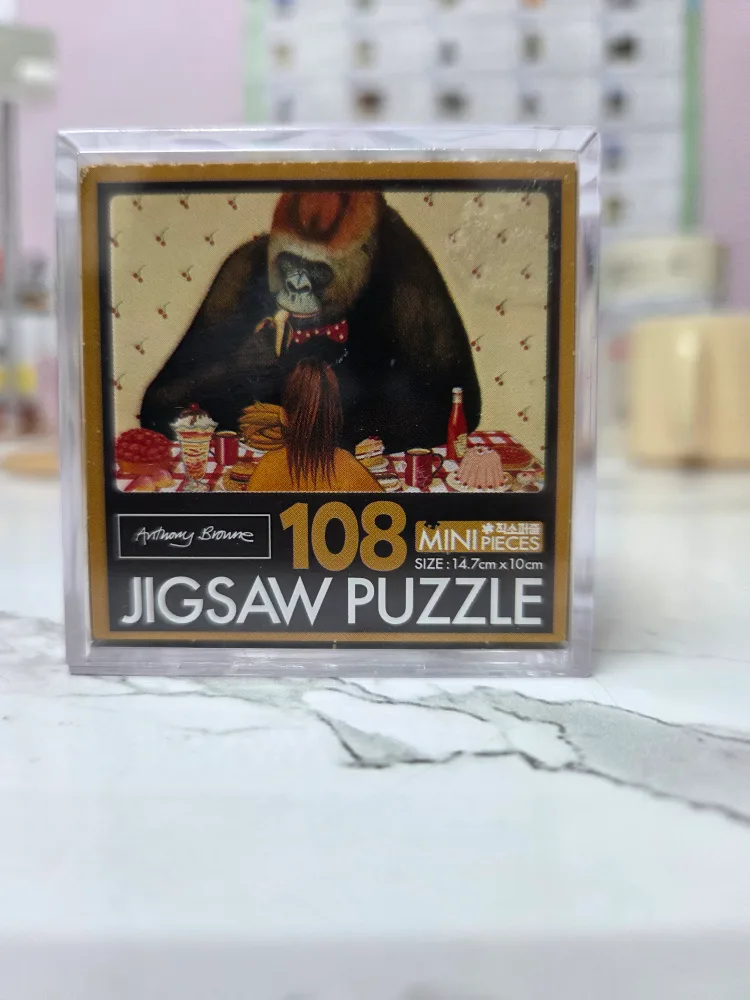 Anthony Browne
108
MINI PIECES
직소퍼즐
SIZE : 14.7cm x 10cm
JIGSAW PUZZLE